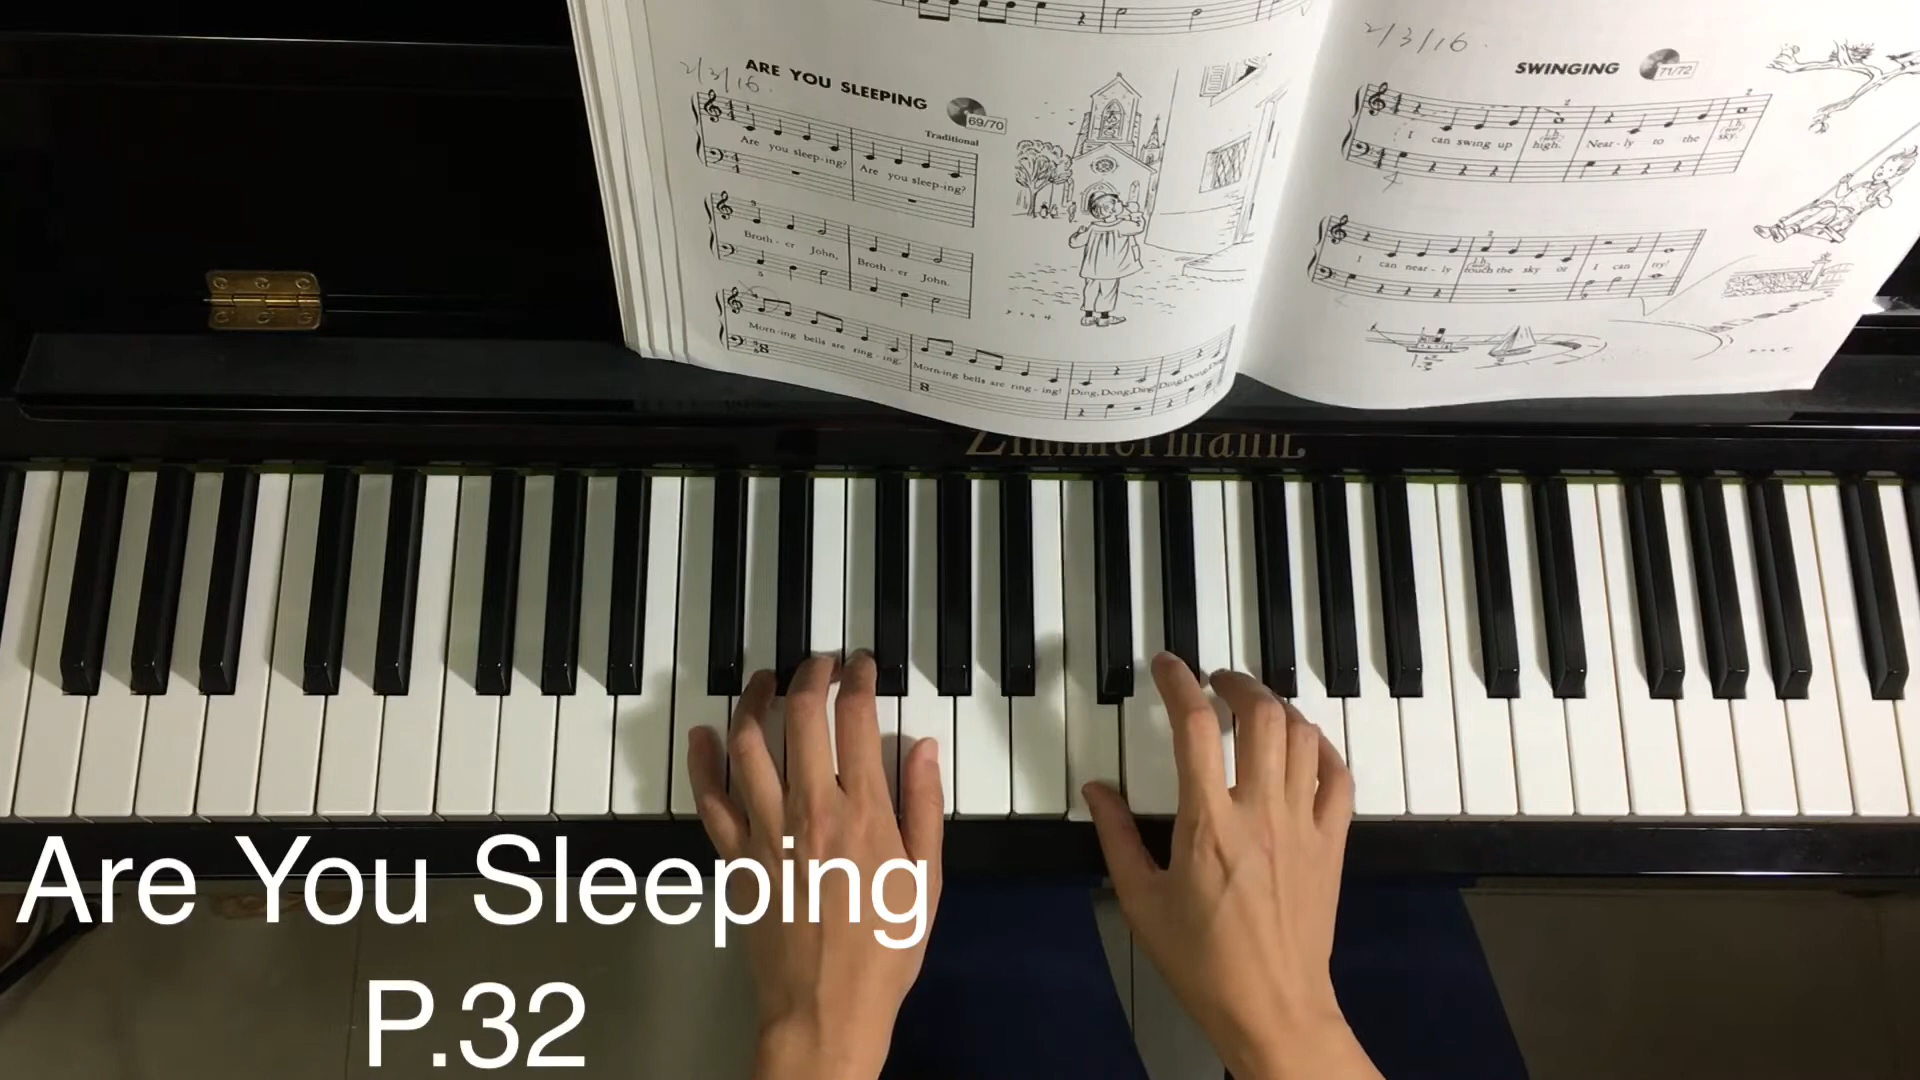 2/3/16.
ARE YOU SLEEPING
69/70
Traditional
Are you sleep-ing? Are you sleep-ing?
Broth - er John, Broth - er John.
Morn-ing bells are ring - ing, Morn-ing bells are ring - ing! Ding, Dong, Ding, Ding, Dong,
2/3/16.
SWINGING
71/72
I can swing up high. Near - ly to the sky.
I can near - ly touch the sky or I can try!
Zimmermann
Are You Sleeping
P.32